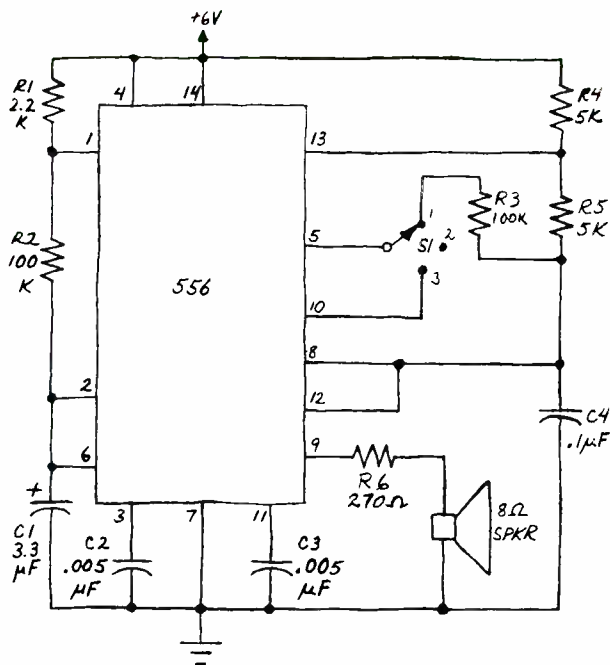 +6V
R1
2.2
K
4
14
R4
5K
1
13
R2
100
K
5
1
S1
2
3
R3
100K
R5
5K
556
10
8
2
12
6
9
R6
270Ω
C4
.1μF
+
C1
3.3
μF
3
7
11
C2
.005
μF
C3
.005
μF
8Ω
SPKR